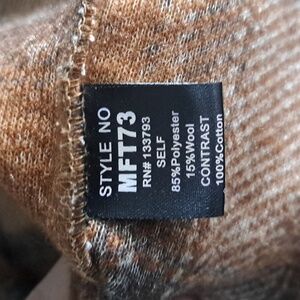 STYLE NO
MFT73
RN# 133793
SELF
85%Polyester
15%Wool
CONTRAST
100%Cotton